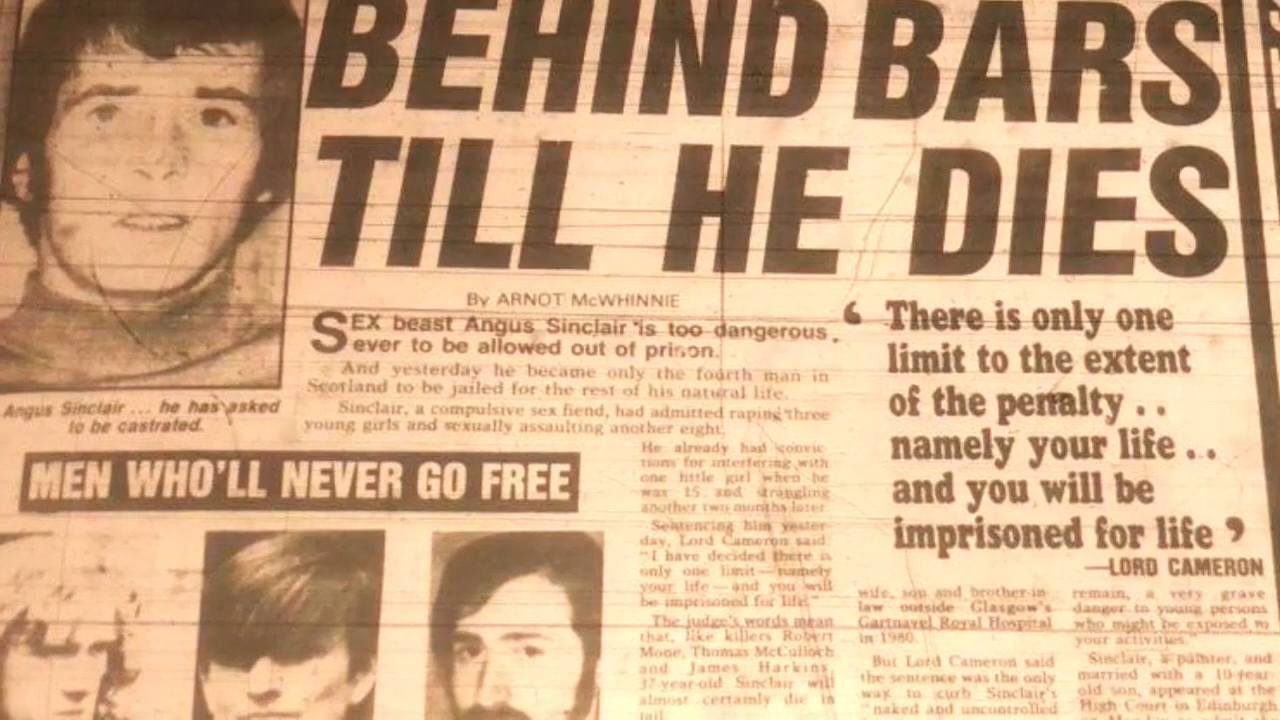 BEHIND BARS
TILL HE DIES
By ARNOT McWHINNIE
SEX beast Angus Sinclair is too dangerous
ever to be allowed out of prison.
And yesterday he became only the fourth man in
Scotland to be jailed for the rest of his natural life.
Sinclair, a compulsive sex fiend, had admitted raping three
young girls and sexually assaulting another eight.
Angus Sinclair ... he has asked
to be castrated.
MEN WHO'LL NEVER GO FREE
He already had convic-
tions for interfering with
one little girl when he
was 15 and strangling
another two months later.
Sentencing him yester-
day, Lord Cameron said:
"I have decided there is
only one limit—namely
your life—and you will
be imprisoned for life."
The judge's words mean
that, like killers Robert
Mone, Thomas McCulloch
and James Harkins,
37-year-old Sinclair will
almost certainly die in
jail.
‘ There is only one
limit to the extent
of the penalty . .
namely your life . .
and you will be
imprisoned for life ’
—LORD CAMERON
wife, son and brother-in-
law outside Glasgow's
Gartnavel Royal Hospital
in 1980.
But Lord Cameron said
the sentence was the only
way to curb Sinclair's
"naked and uncontrolled
remain, a very grave
danger to young persons
who might be exposed to
your activities."
Sinclair, a painter, and
married with a 10-year-
old son, appeared at the
High Court in Edinburgh